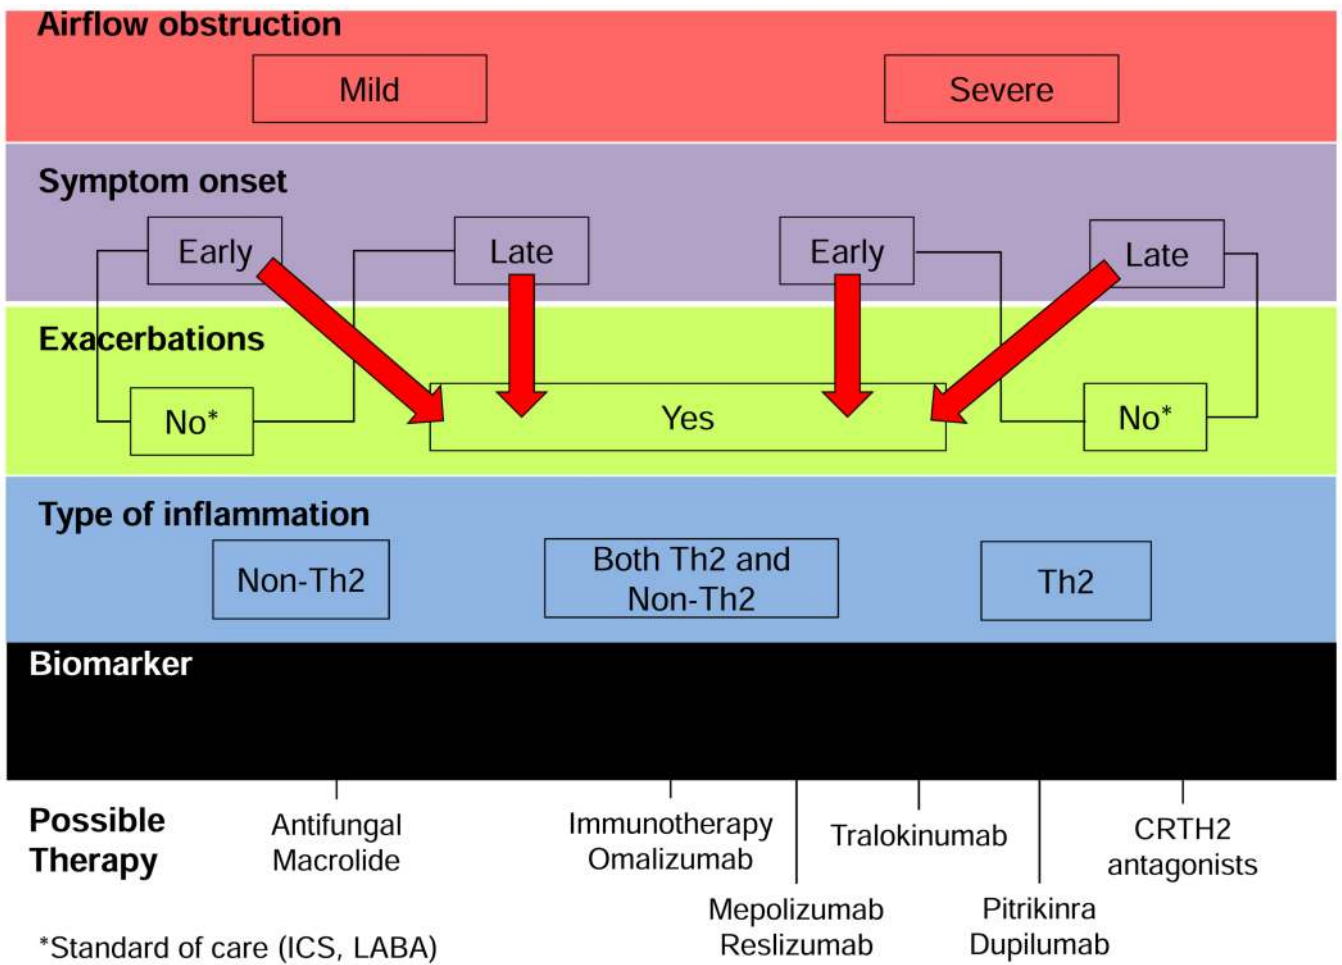 Airflow obstruction
Mild
Severe
Symptom onset
Early
Late
Early
Late
Exacerbations
No*
Yes
No*
Type of inflammation
Non-Th2
Both Th2 and
Non-Th2
Th2
Biomarker
Possible
Therapy
Antifungal
Macrolide
Immunotherapy
Omalizumab
Mepolizumab
Reslizumab
Tralokinumab
Pitrikinra
Dupilumab
CRTH2
antagonists
*Standard of care (ICS, LABA)